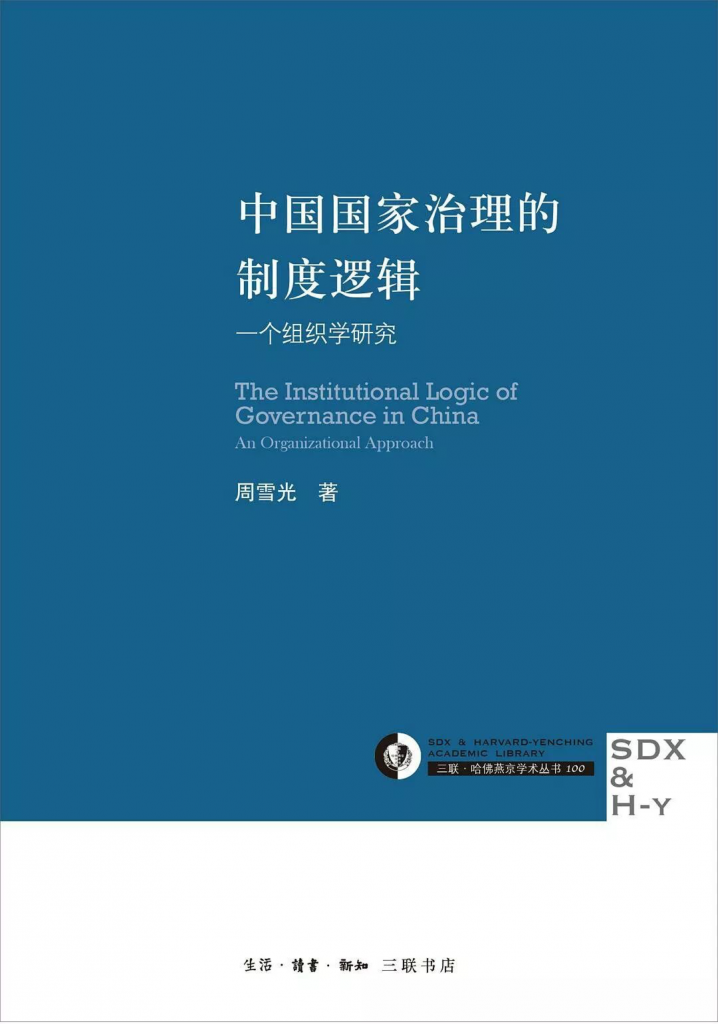 中国国家治理的
制度逻辑
一个组织学研究
The Institutional Logic of
Governance in China
An Organizational Approach
周雪光 著
SDX & HARVARD-YENCHING
ACADEMIC LIBRARY
三联·哈佛燕京学术丛书 100
SDX
&
H-Y
生活·讀書·新知 三联书店